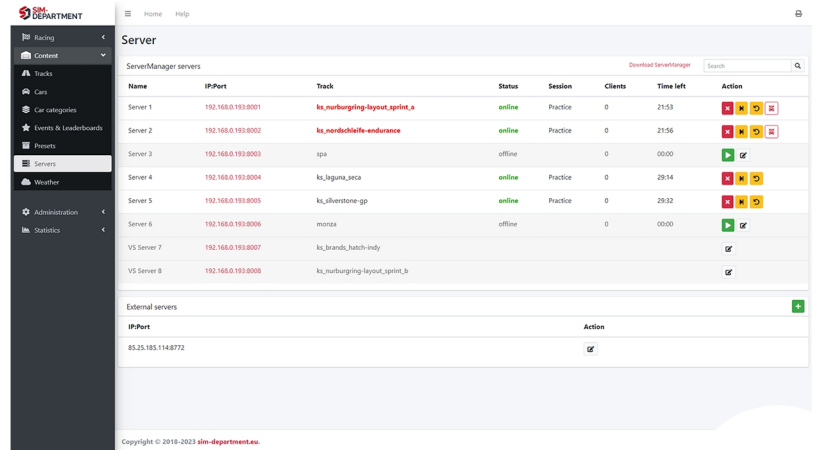 SIM-
DEPARTMENT
Home Help
Racing
Content
Tracks
Cars
Car categories
Events & Leaderboards
Presets
Servers
Weather
Administration
Statistics
Server
ServerManager servers Download ServerManager Search
Name IP:Port Track Status Session Clients Time left Action
Server 1 192.168.0.193:8001 ks_nurburgring-layout_sprint_a online Practice 0 21:53
Server 2 192.168.0.193:8002 ks_nordschleife-endurance online Practice 0 21:56
Server 3 192.168.0.193:8003 spa offline 0 00:00
Server 4 192.168.0.193:8004 ks_laguna_seca online Practice 0 29:14
Server 5 192.168.0.193:8005 ks_silverstone-gp online Practice 0 29:32
Server 6 192.168.0.193:8006 monza offline 0 00:00
VS Server 7 192.168.0.193:8007 ks_brands_hatch-indy
VS Server 8 192.168.0.193:8008 ks_nurburgring-layout_sprint_b
External servers
IP:Port Action
85.25.185.114:8772
Copyright © 2018-2023 sim-department.eu.